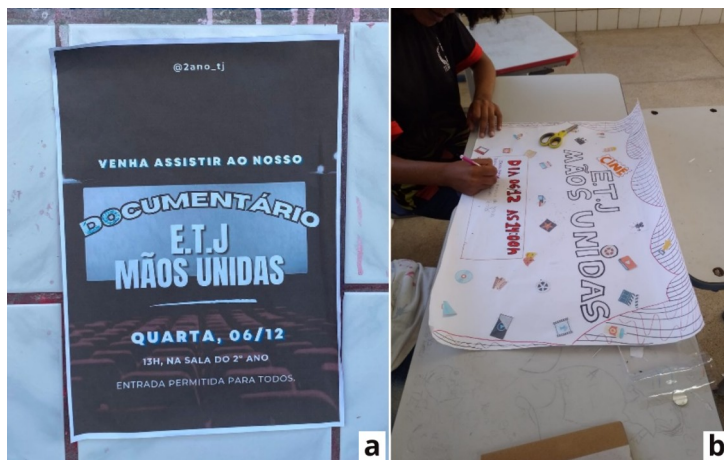 @2ano_tj
VENHA ASSISTIR AO NOSSO
DOCUMENTÁRIO
E.T.J
MÃOS UNIDAS
QUARTA, 06/12
13H, NA SALA DO 2º ANO
ENTRADA PERMITIDA PARA TODOS.
a
CINE
E.T.J
MÃOS UNIDAS
DIA 06/12 ÀS 14:00H
b